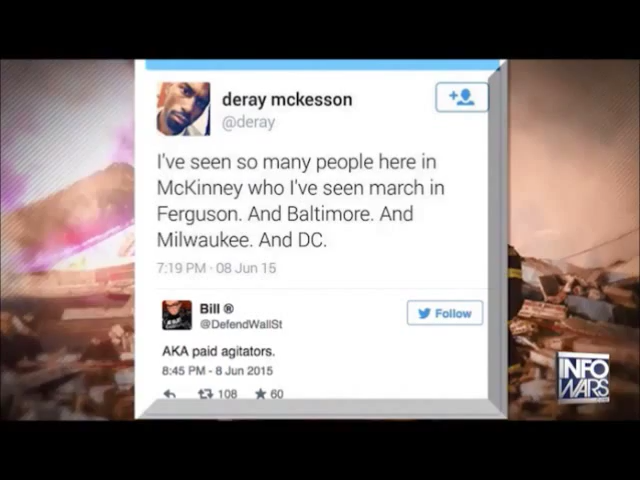 deray mckesson
@deray
I've seen so many people here in
McKinney who I've seen march in
Ferguson. And Baltimore. And
Milwaukee. And DC.
7:19 PM · 08 Jun 15
Bill ®
@DefendWallSt
Follow
AKA paid agitators.
8:45 PM - 8 Jun 2015
108
60
INFO
WARS
.com